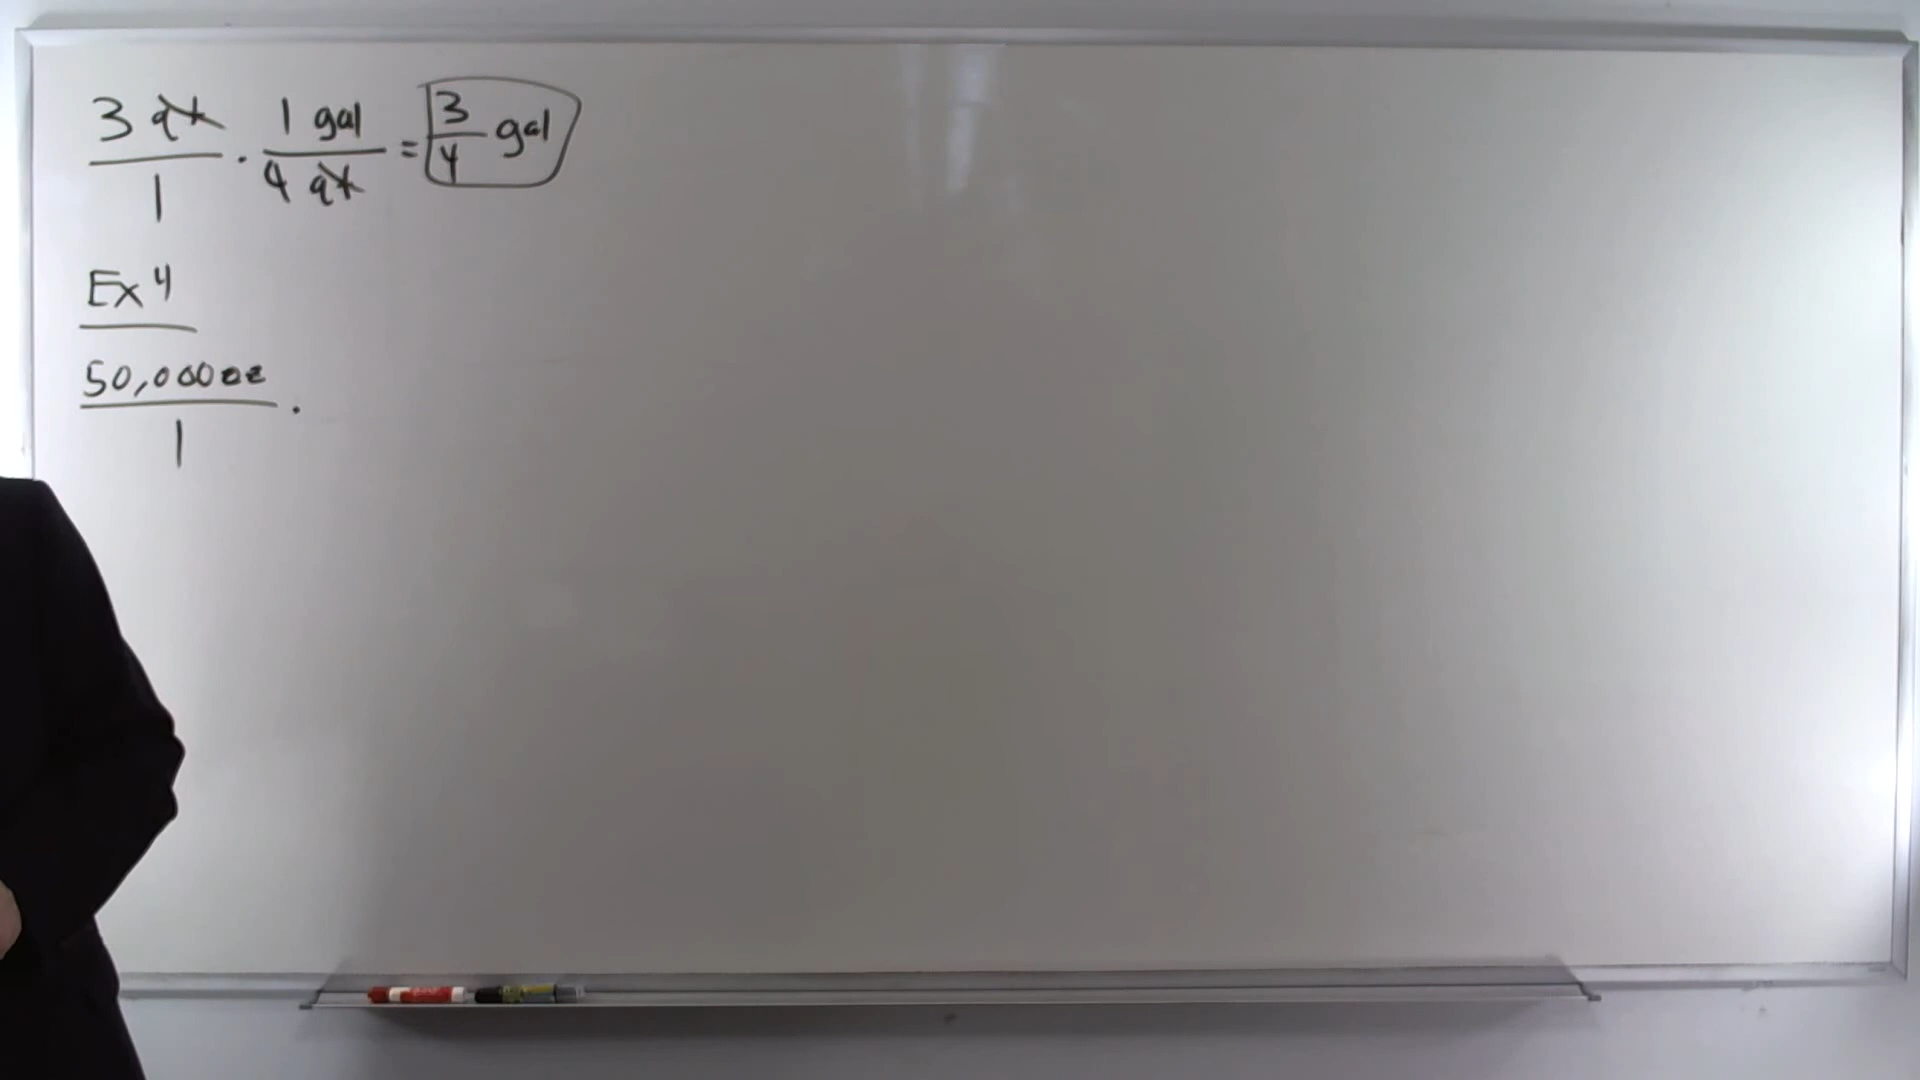 3 qt/1 · 1 gal/4 qt = 3/4 gal
Ex 4
50,000 oz/1 ·